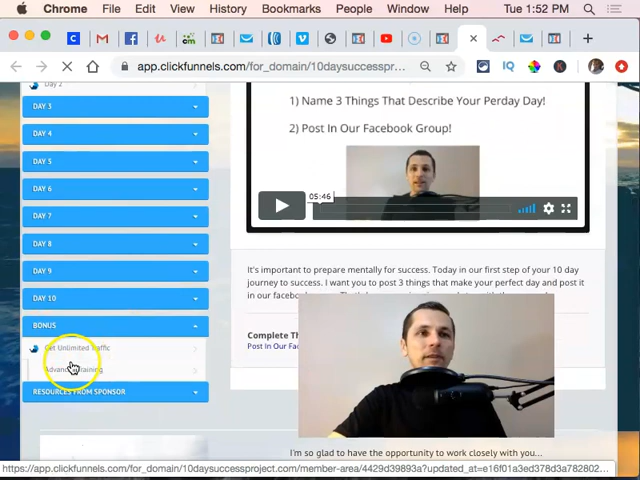 Chrome File Edit View History Bookmarks People Window Help Tue 1:52 PM
app.clickfunnels.com/for_domain/10daysuccesspr...
Day 2
DAY 3
DAY 4
DAY 5
DAY 6
DAY 7
DAY 8
DAY 9
DAY 10
BONUS
Get Unlimited Traffic
Advanced Training
RESOURCES FROM SPONSOR
1) Name 3 Things That Describe Your Perday Day!
2) Post In Our Facebook Group!
05:46
It's important to prepare mentally for success. Today in our first step of your 10 day
journey to success. I want you to post 3 things that make your perfect day and post it
in our facebook
Complete Th
Post In Our Fa
I'm so glad to have the opportunity to work closely with you...
https://app.clickfunnels.com/for_domain/10daysuccessproject.com/member-area/4429d39893a?updated_at=e16f01a3ed378d3a782802...